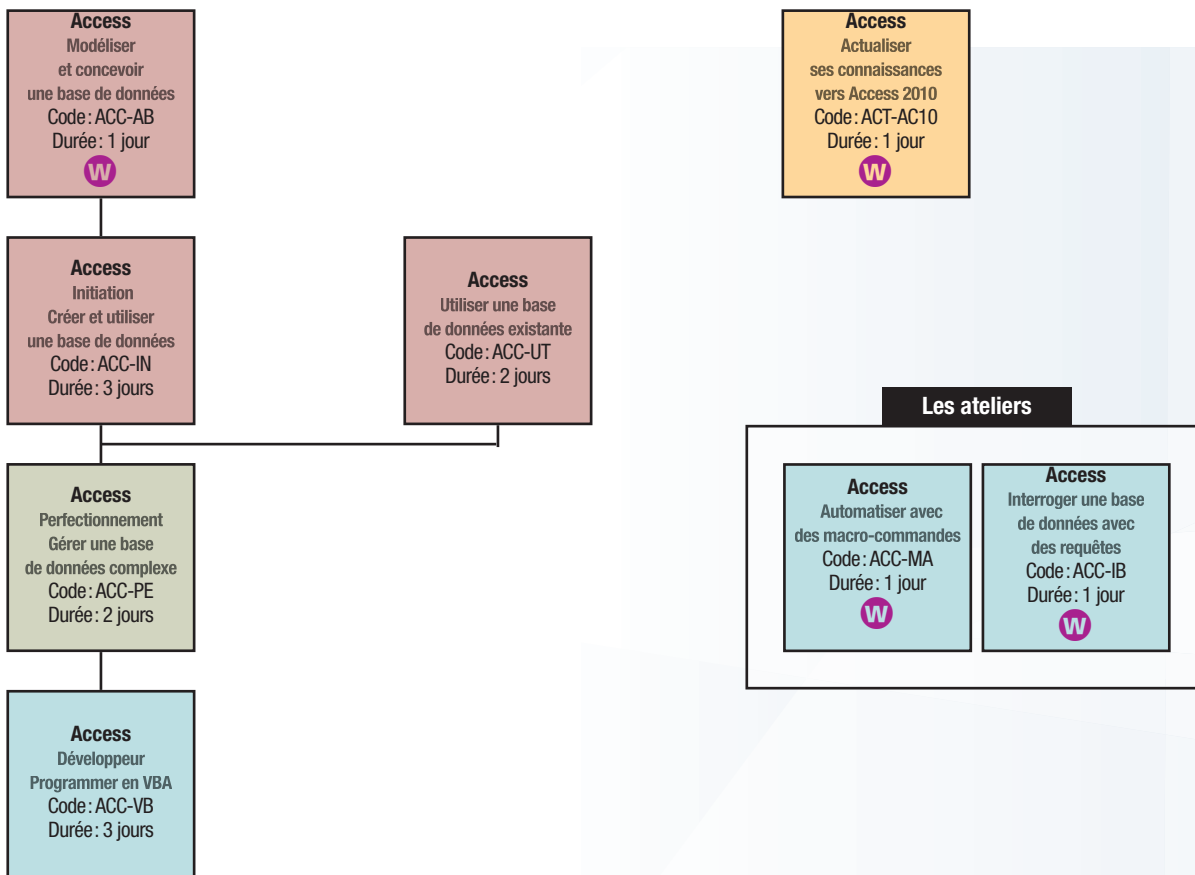 Access
Modéliser
et concevoir
une base de données
Code : ACC-AB
Durée : 1 jour
W
Access
Actualiser
ses connaissances
vers Access 2010
Code : ACT-AC10
Durée : 1 jour
W
Access
Initiation
Créer et utiliser
une base de données
Code : ACC-IN
Durée : 3 jours
Access
Utiliser une base
de données existante
Code : ACC-UT
Durée : 2 jours
Les ateliers
Access
Perfectionnement
Gérer une base
de données complexe
Code : ACC-PE
Durée : 2 jours
Access
Automatiser avec
des macro-commandes
Code : ACC-MA
Durée : 1 jour
W
Access
Interroger une base
de données avec
des requêtes
Code : ACC-IB
Durée : 1 jour
W
Access
Développeur
Programmer en VBA
Code : ACC-VB
Durée : 3 jours